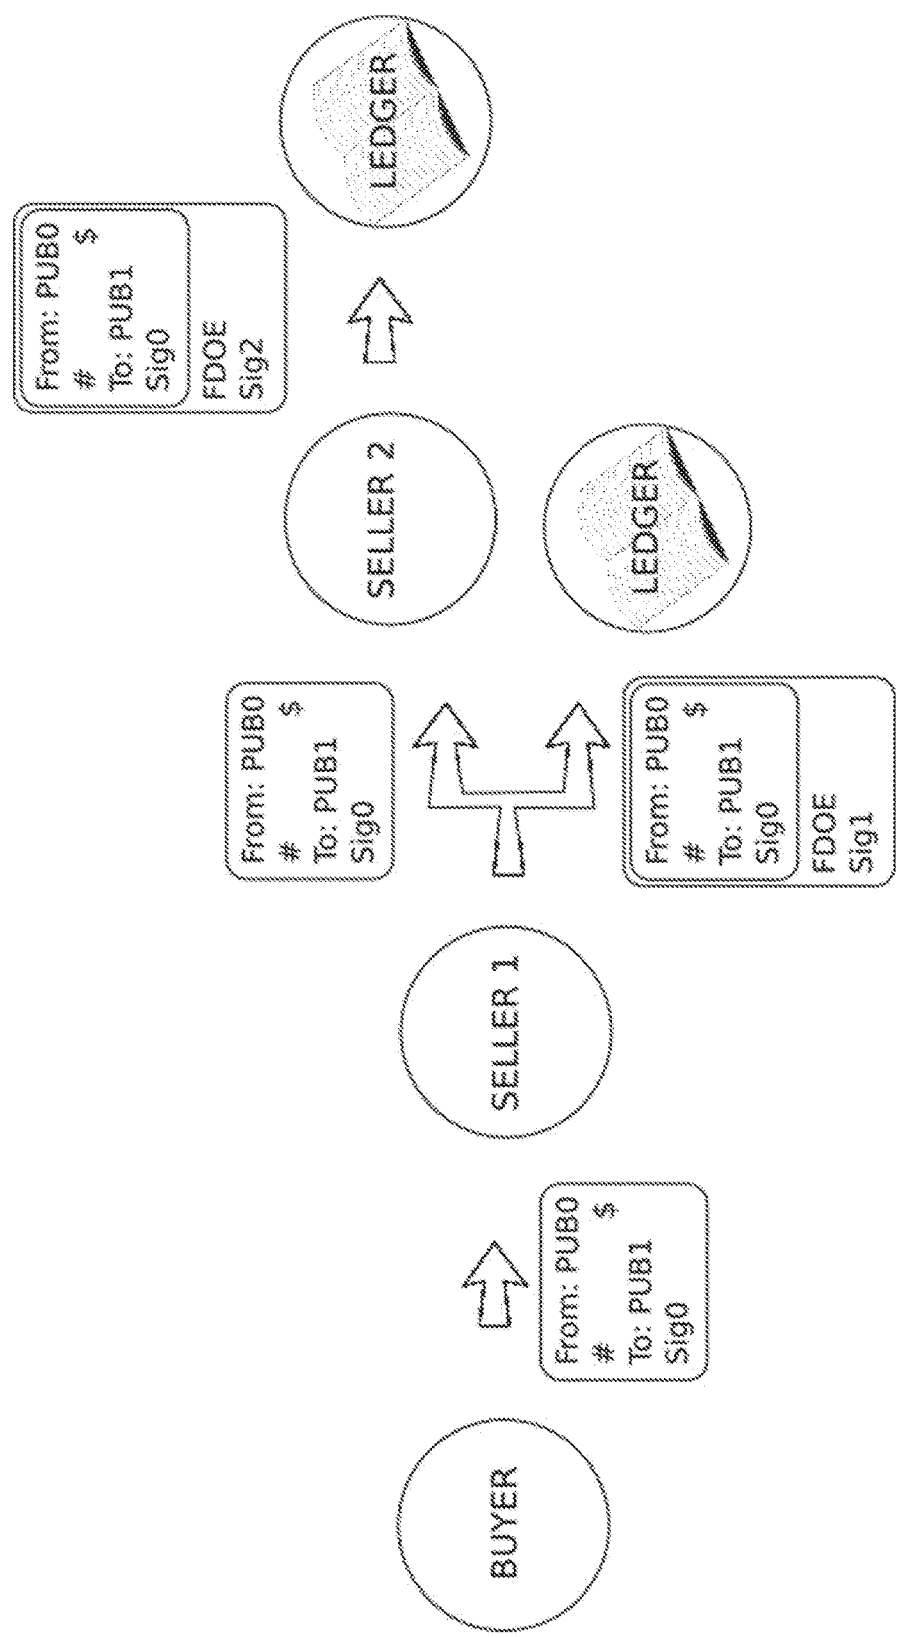 BUYER
From: PUB0
# $
To: PUB1
Sig0
SELLER 1
From: PUB0
# $
To: PUB1
Sig0
From: PUB0
# $
To: PUB1
Sig0
FDOE
Sig1
SELLER 2
LEDGER
From: PUB0
# $
To: PUB1
Sig0
FDOE
Sig2
LEDGER